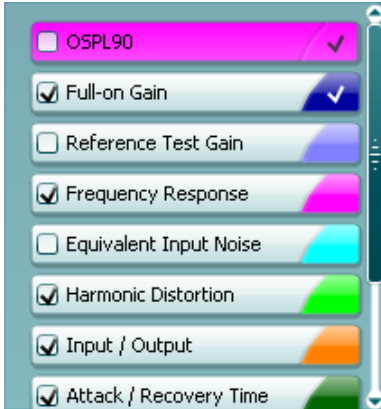 OSPL90
Full-on Gain
Reference Test Gain
Frequency Response
Equivalent Input Noise
Harmonic Distortion
Input / Output
Attack / Recovery Time